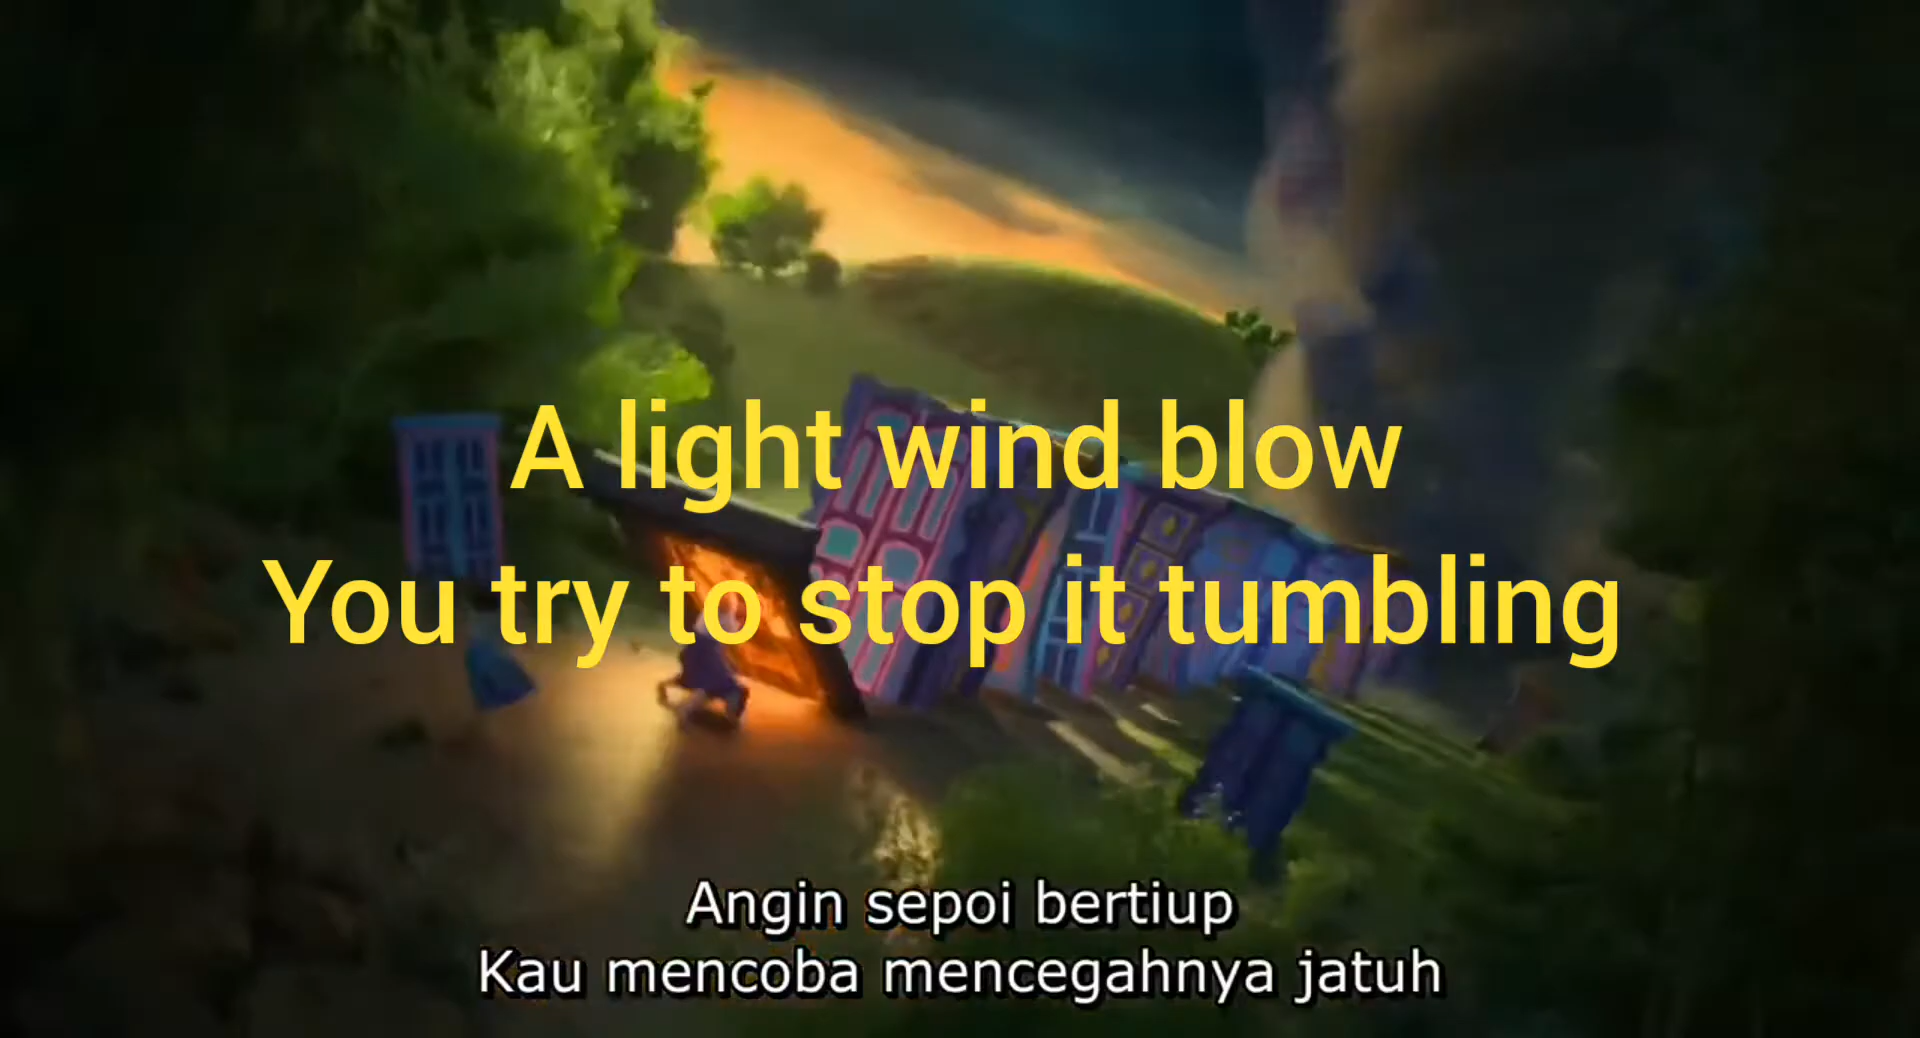 A light wind blow
You try to stop it tumbling
Angin sepoi bertiup
Kau mencoba mencegahnya jatuh